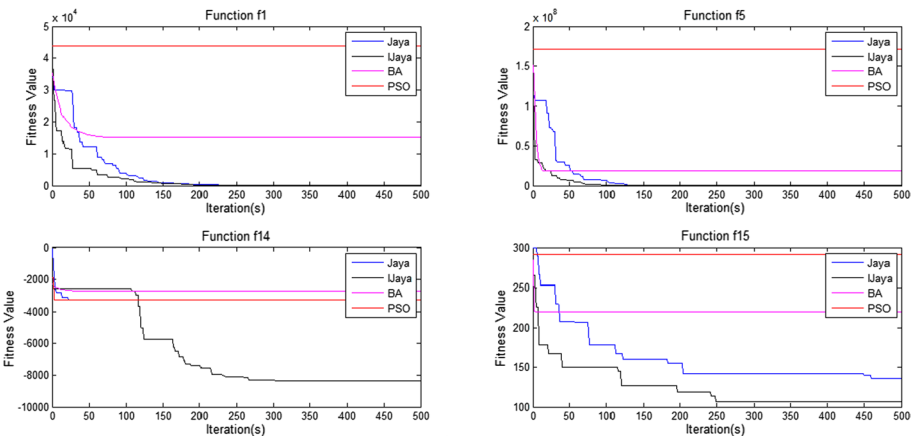 Function f1
x 10^4
5
4
3
2
1
0
Fitness Value
0 50 100 150 200 250 300 350 400 450 500
Iteration(s)
Jaya
IJaya
BA
PSO
Function f5
x 10^8
2
1.5
1
0.5
0
Fitness Value
0 50 100 150 200 250 300 350 400 450 500
Iteration(s)
Jaya
IJaya
BA
PSO
Function f14
0
-2000
-4000
-6000
-8000
-10000
Fitness Value
0 50 100 150 200 250 300 350 400 450 500
Iteration(s)
Jaya
IJaya
BA
PSO
Function f15
300
250
200
150
100
Fitness Value
0 50 100 150 200 250 300 350 400 450 500
Iteration(s)
Jaya
IJaya
BA
PSO